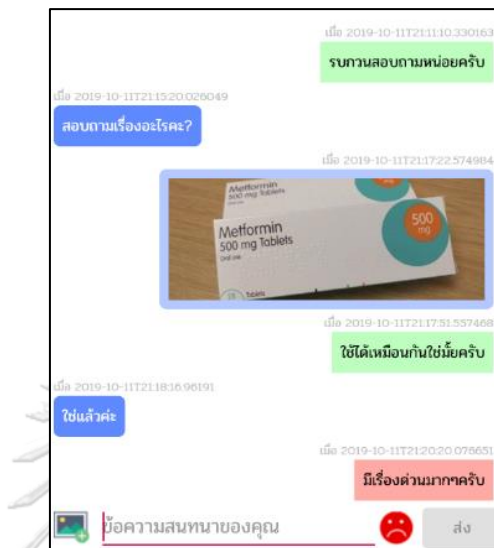 เมื่อ 2019-10-11T21:11:10.330163
รบกวนสอบถามหน่อยครับ
เมื่อ 2019-10-11T21:15:20.026049
สอบถามเรื่องอะไรคะ?
เมื่อ 2019-10-11T21:17:22.574984
Metformin
500 mg Tablets
Metformin
500 mg Tablets
Oral use
500
mg
Tablets
เมื่อ 2019-10-11T21:17:51.557468
ใช้ได้เหมือนกันใช่มั้ยครับ
เมื่อ 2019-10-11T21:18:16.96191
ใช่แล้วค่ะ
เมื่อ 2019-10-11T21:20:20.076651
มีเรื่องด่วนมากๆครับ
ข้อความสนทนาของคุณ
ส่ง